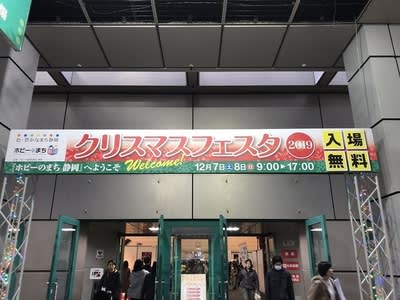 ホビーのまち
クリスマスフェスタ
2019
入場
無料
「ホビーのまち 静岡」へようこそ
Welcome!
12月7日土8日日 9:00▶17:00